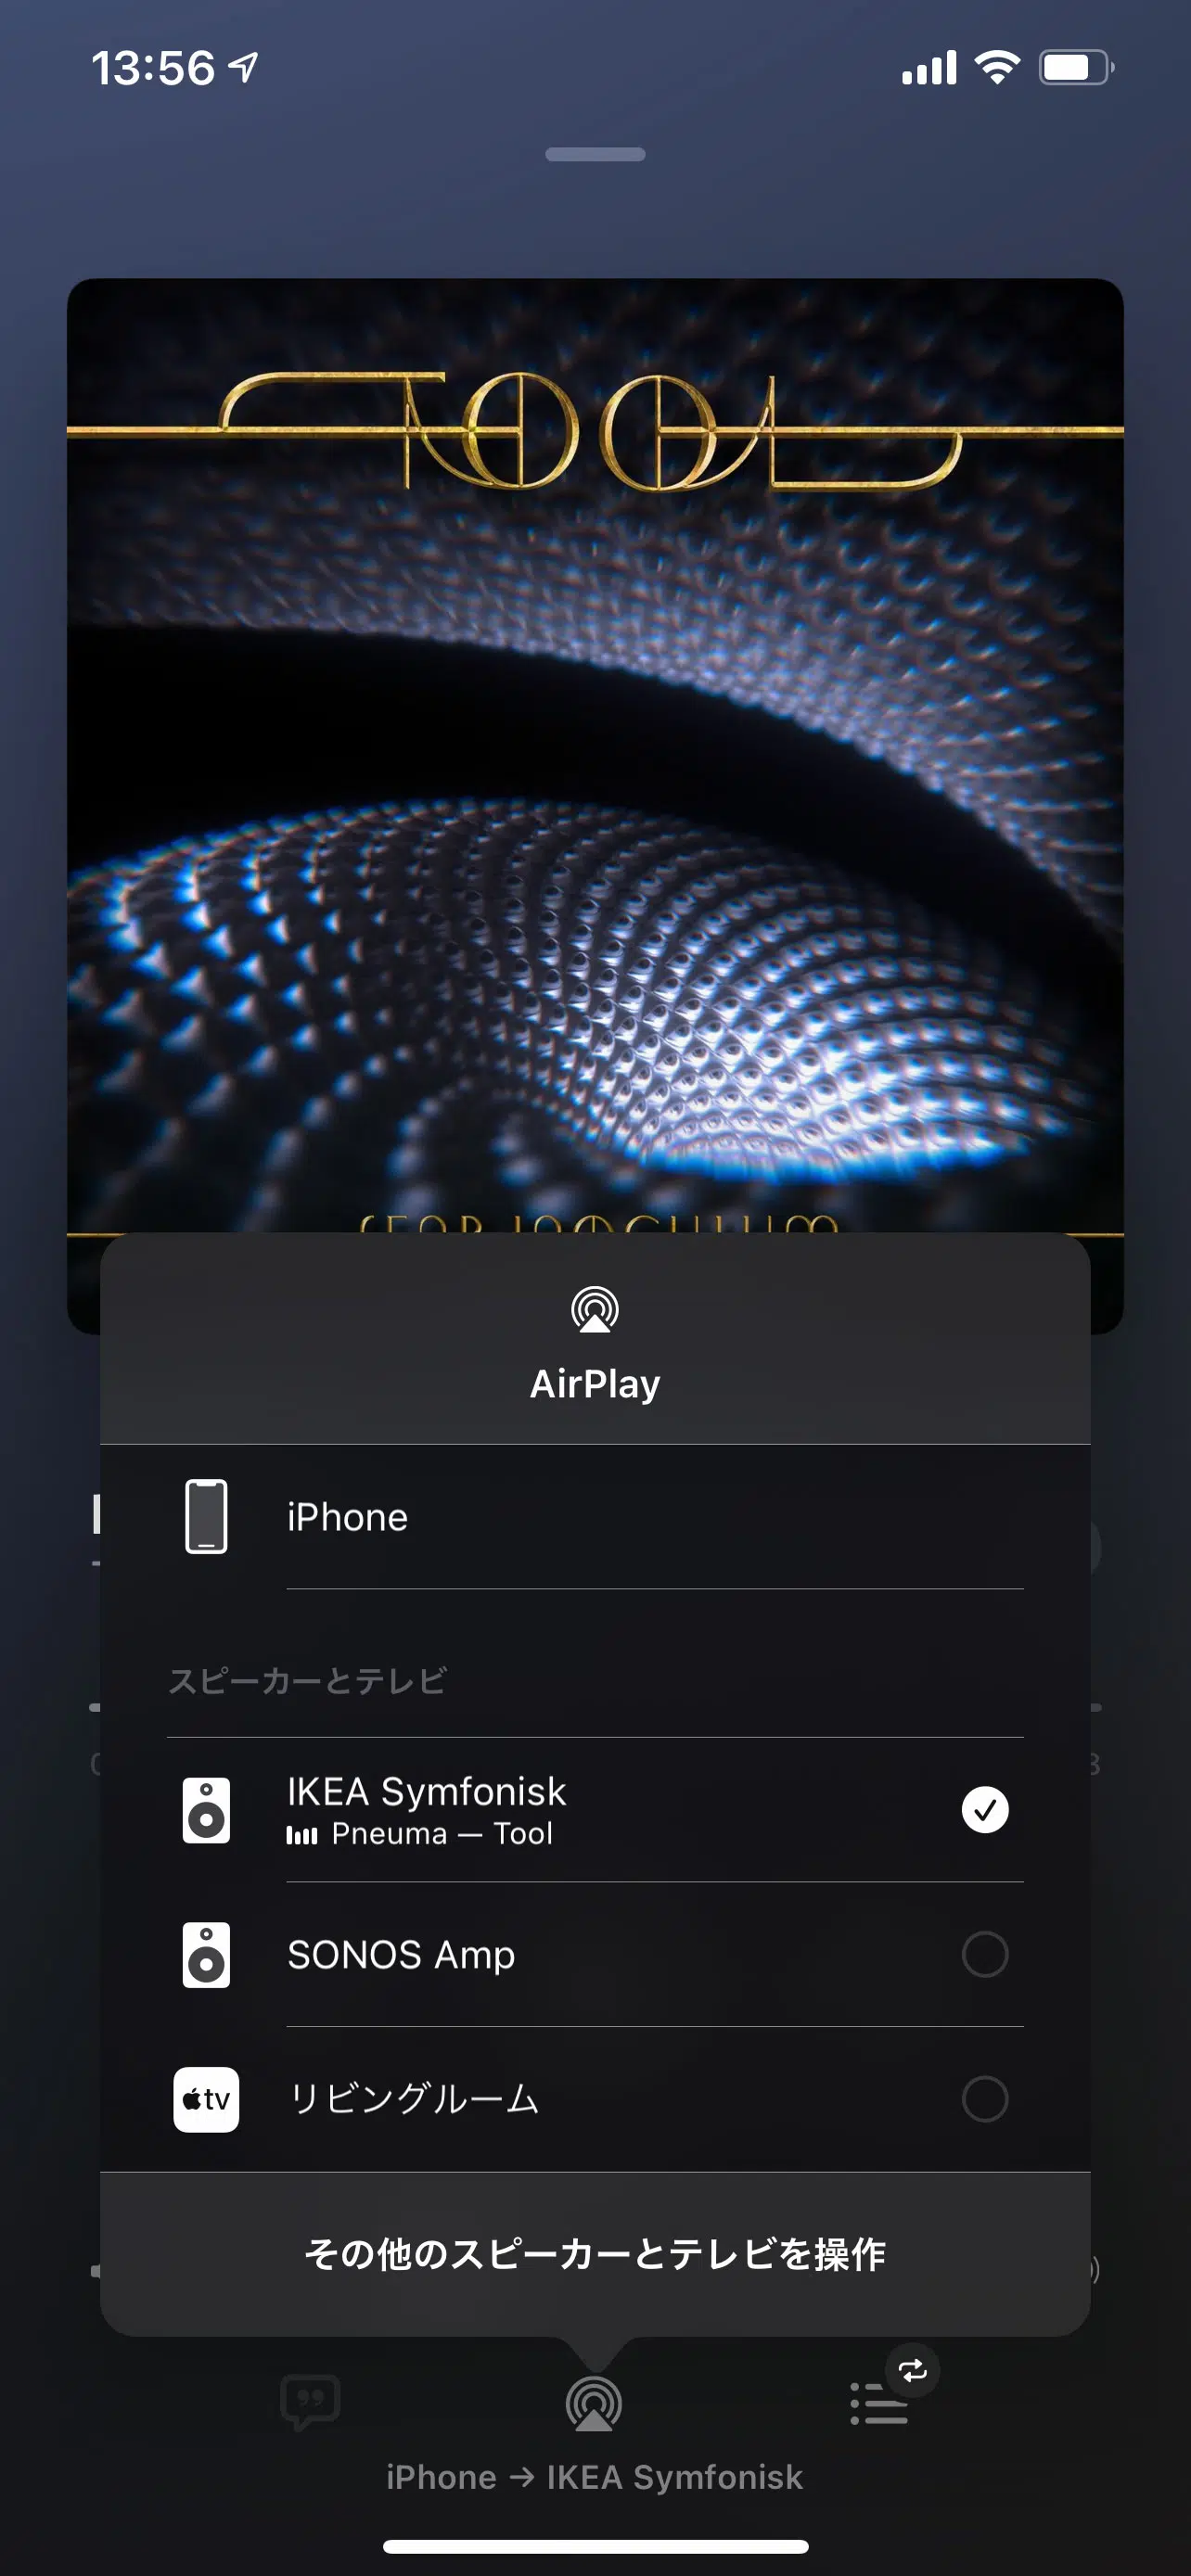 13:56
TOOL
AirPlay
iPhone
スピーカーとテレビ
IKEA Symfonisk
Pneuma — Tool
SONOS Amp
tv
リビングルーム
その他のスピーカーとテレビを操作
iPhone → IKEA Symfonisk